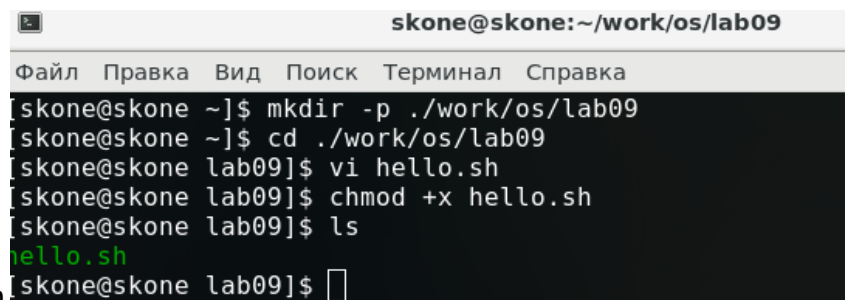 skone@skone:~/work/os/lab09
Файл Правка Вид Поиск Терминал Справка
[skone@skone ~]$ mkdir -p ./work/os/lab09
[skone@skone ~]$ cd ./work/os/lab09
[skone@skone lab09]$ vi hello.sh
[skone@skone lab09]$ chmod +x hello.sh
[skone@skone lab09]$ ls
hello.sh
[skone@skone lab09]$